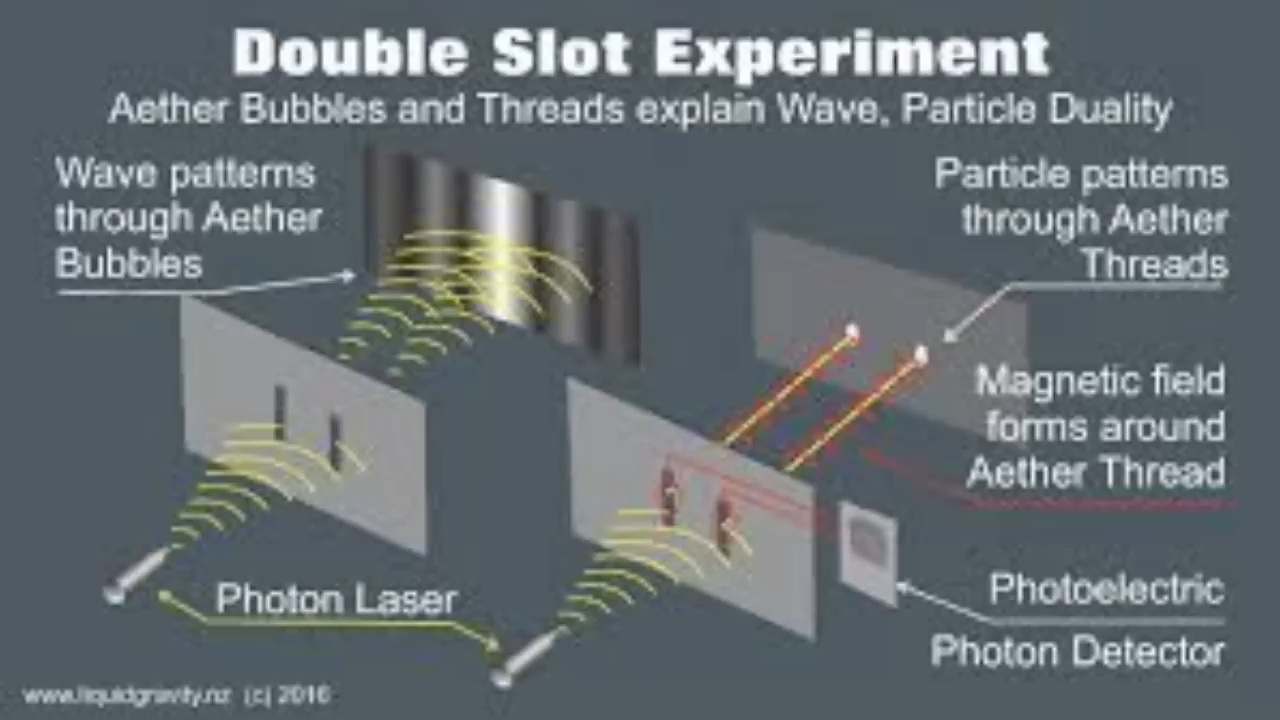 Double Slot Experiment
Aether Bubbles and Threads explain Wave, Particle Duality
Wave patterns
through Aether
Bubbles
Particle patterns
through Aether
Threads
Magnetic field
forms around
Aether Thread
Photon Laser
Photoelectric
Photon Detector
www.liquidgravity.nz (c) 2016